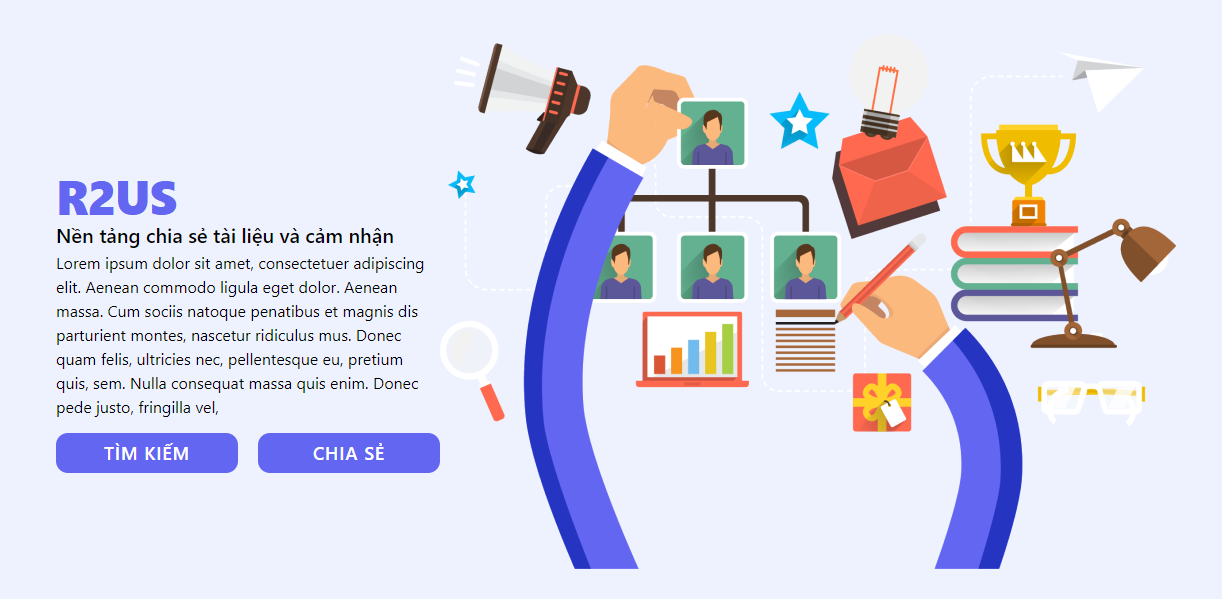 R2US
Nền tảng chia sẻ tài liệu và cảm nhận
Lorem ipsum dolor sit amet, consectetuer adipiscing
elit. Aenean commodo ligula eget dolor. Aenean
massa. Cum sociis natoque penatibus et magnis dis
parturient montes, nascetur ridiculus mus. Donec
quam felis, ultricies nec, pellentesque eu, pretium
quis, sem. Nulla consequat massa quis enim. Donec
pede justo, fringilla vel,
TÌM KIẾM
CHIA SẺ